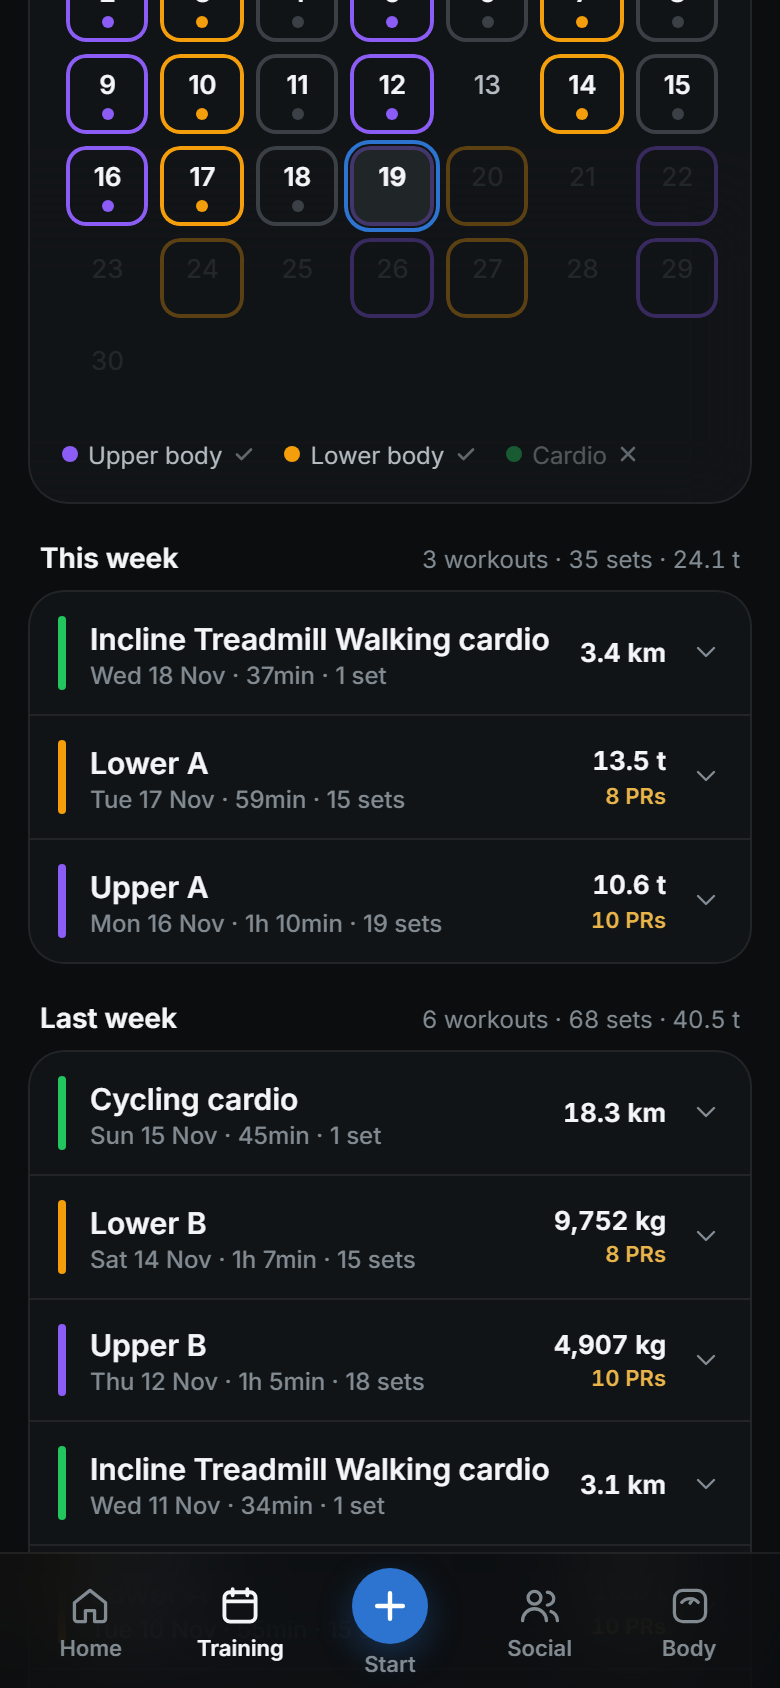 9 10 11 12 13 14 15
16 17 18 19 20 21 22
23 24 25 26 27 28 29
30
Upper body Lower body Cardio
This week 3 workouts · 35 sets · 24.1 t
Incline Treadmill Walking cardio 3.4 km
Wed 18 Nov · 37min · 1 set
Lower A 13.5 t
Tue 17 Nov · 59min · 15 sets 8 PRs
Upper A 10.6 t
Mon 16 Nov · 1h 10min · 19 sets 10 PRs
Last week 6 workouts · 68 sets · 40.5 t
Cycling cardio 18.3 km
Sun 15 Nov · 45min · 1 set
Lower B 9,752 kg
Sat 14 Nov · 1h 7min · 15 sets 8 PRs
Upper B 4,907 kg
Thu 12 Nov · 1h 5min · 18 sets 10 PRs
Incline Treadmill Walking cardio 3.1 km
Wed 11 Nov · 34min · 1 set
Home Training Start Social Body